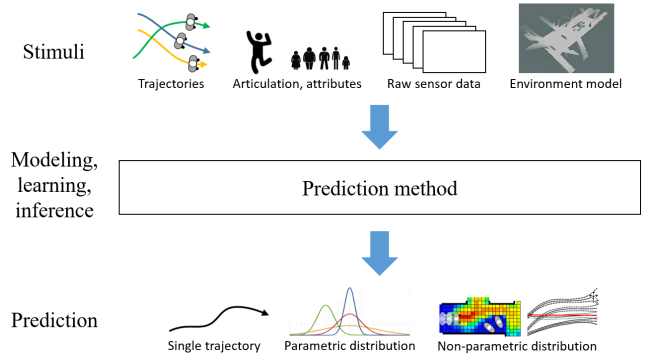 Stimuli
Trajectories
Articulation, attributes
Raw sensor data
Environment model
Modeling,
learning,
inference
Prediction method
Prediction
Single trajectory
Parametric distribution
Non-parametric distribution